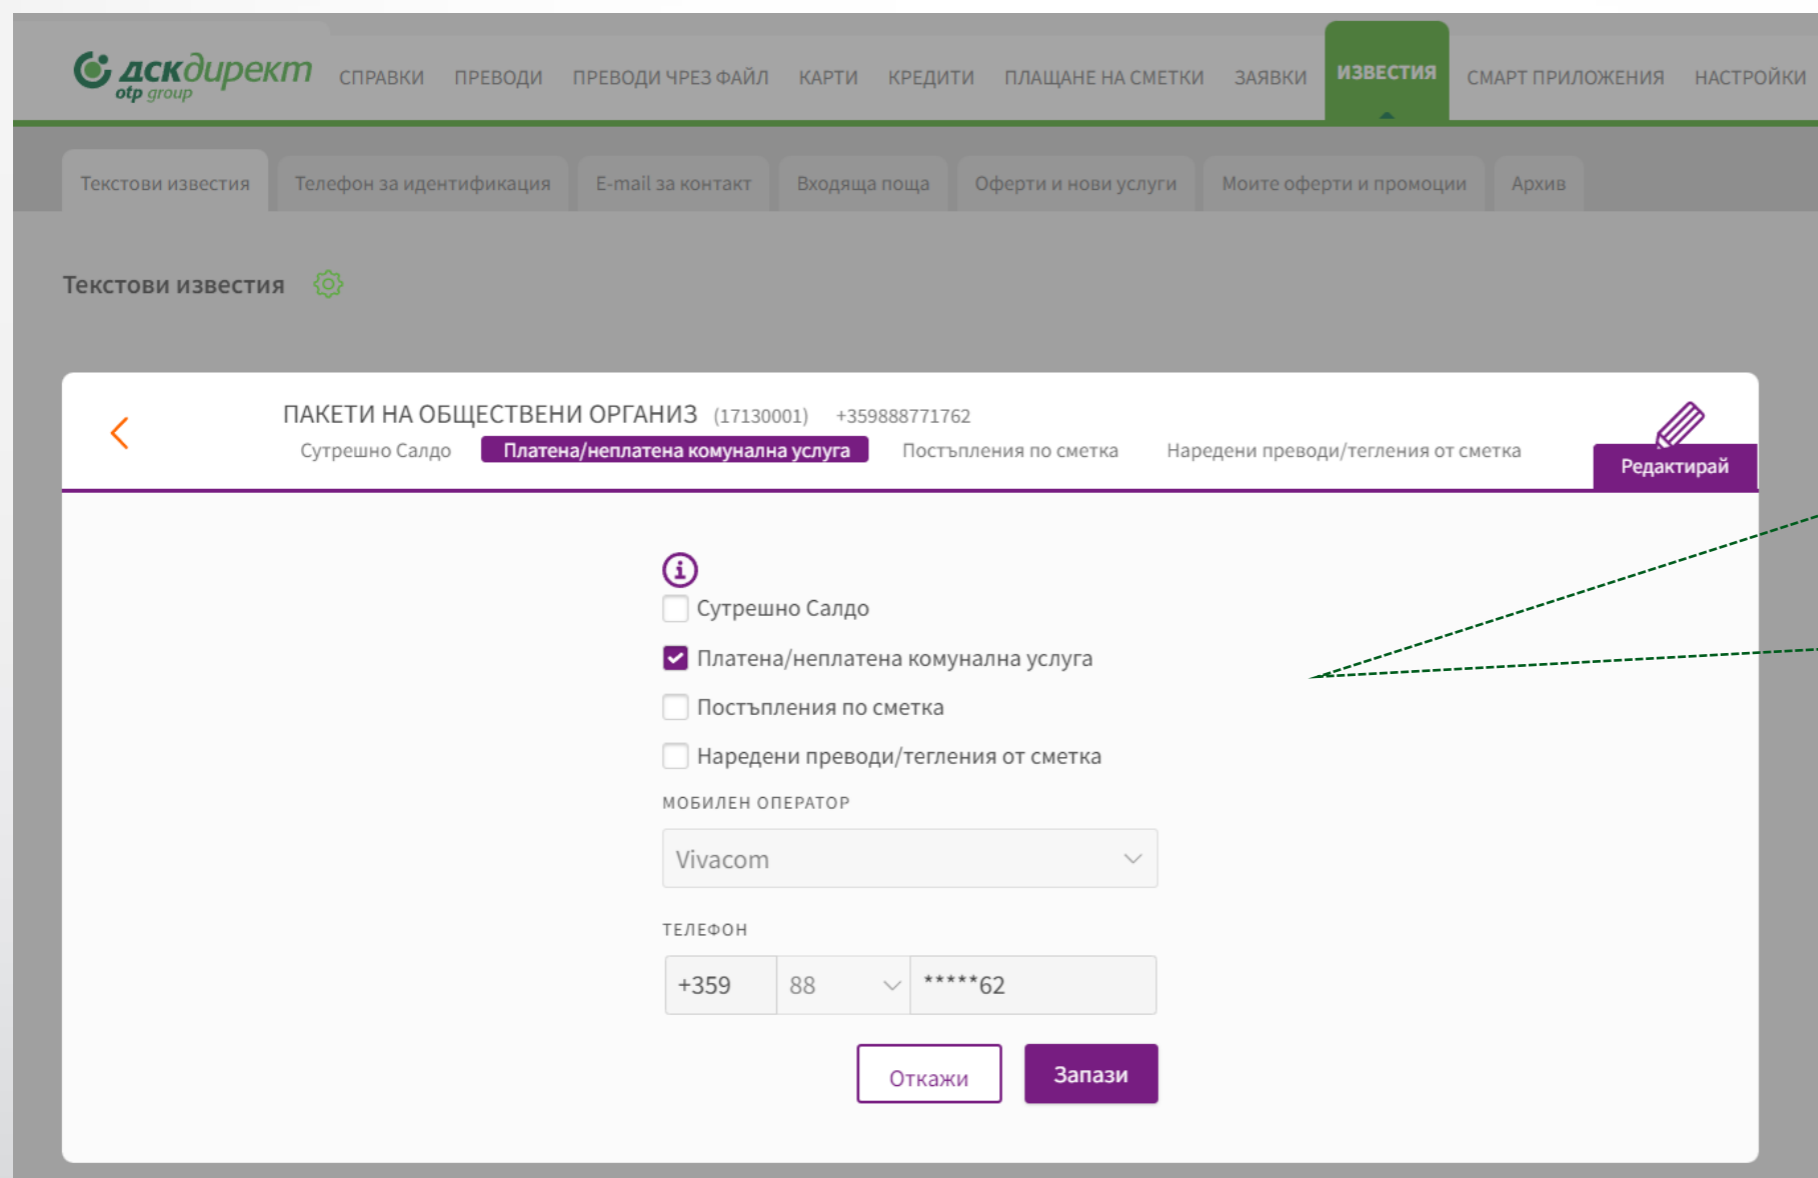 дскдирект
otp group
СПРАВКИ ПРЕВОДИ ПРЕВОДИ ЧРЕЗ ФАЙЛ КАРТИ КРЕДИТИ ПЛАЩАНЕ НА СМЕТКИ ЗАЯВКИ ИЗВЕСТИЯ СМАРТ ПРИЛОЖЕНИЯ НАСТРОЙКИ
Текстови известия Телефон за идентификация E-mail за контакт Входяща поща Оферти и нови услуги Моите оферти и промоции Архив
Текстови известия
ПАКЕТИ НА ОБЩЕСТВЕНИ ОРГАНИЗ (17130001) +359888771762
Сутрешно Салдо Платена/неплатена комунална услуга Постъпления по сметка Наредени преводи/тегления от сметка
Редактирай
Сутрешно Салдо
Платена/неплатена комунална услуга
Постъпления по сметка
Наредени преводи/тегления от сметка
МОБИЛЕН ОПЕРАТОР
Vivacom
ТЕЛЕФОН
+359 88 *****62
Откажи Запази